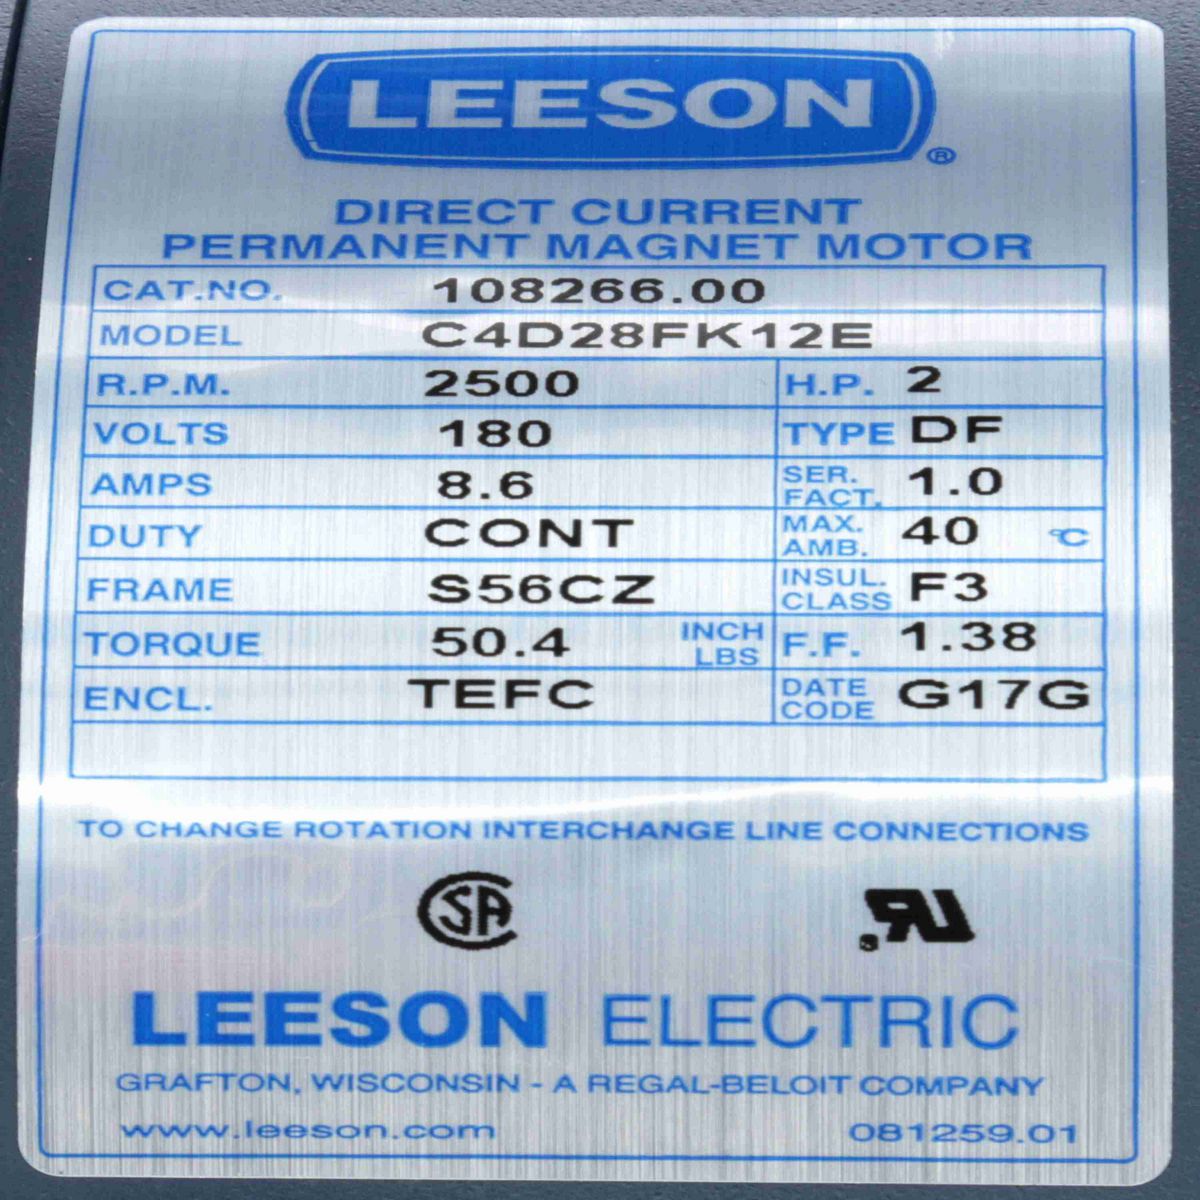 LEESON®
DIRECT CURRENT
PERMANENT MAGNET MOTOR
CAT.NO. 108266.00
MODEL C4D28FK12E
R.P.M. 2500 H.P. 2
VOLTS 180 TYPE DF
AMPS 8.6 SER. FACT. 1.0
DUTY CONT MAX. AMB. 40 °C
FRAME S56CZ INSUL. CLASS F3
TORQUE 50.4 INCH LBS F.F. 1.38
ENCL. TEFC DATE CODE G17G
TO CHANGE ROTATION INTERCHANGE LINE CONNECTIONS
LEESON ELECTRIC
GRAFTON, WISCONSIN - A REGAL-BELOIT COMPANY
www.leeson.com 081259.01